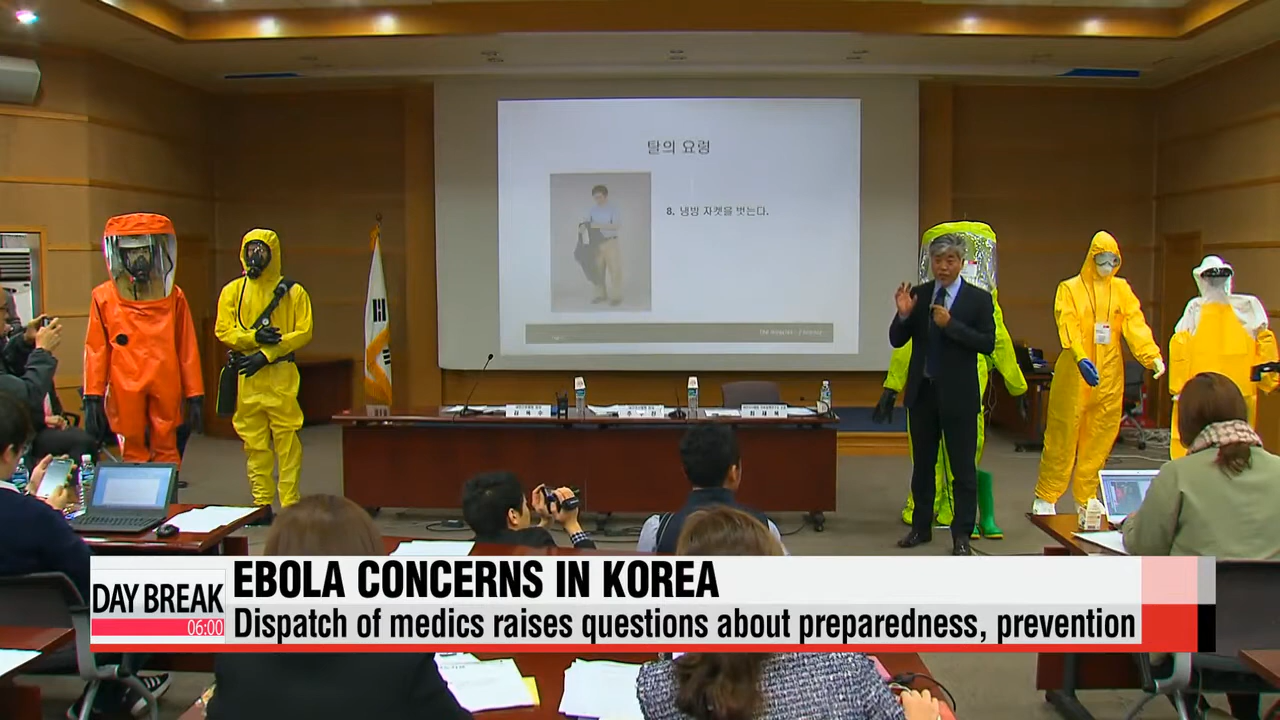 탈의 요령
8. 냉방 자켓을 벗는다.
DAY BREAK
06:00
EBOLA CONCERNS IN KOREA
Dispatch of medics raises questions about preparedness, prevention